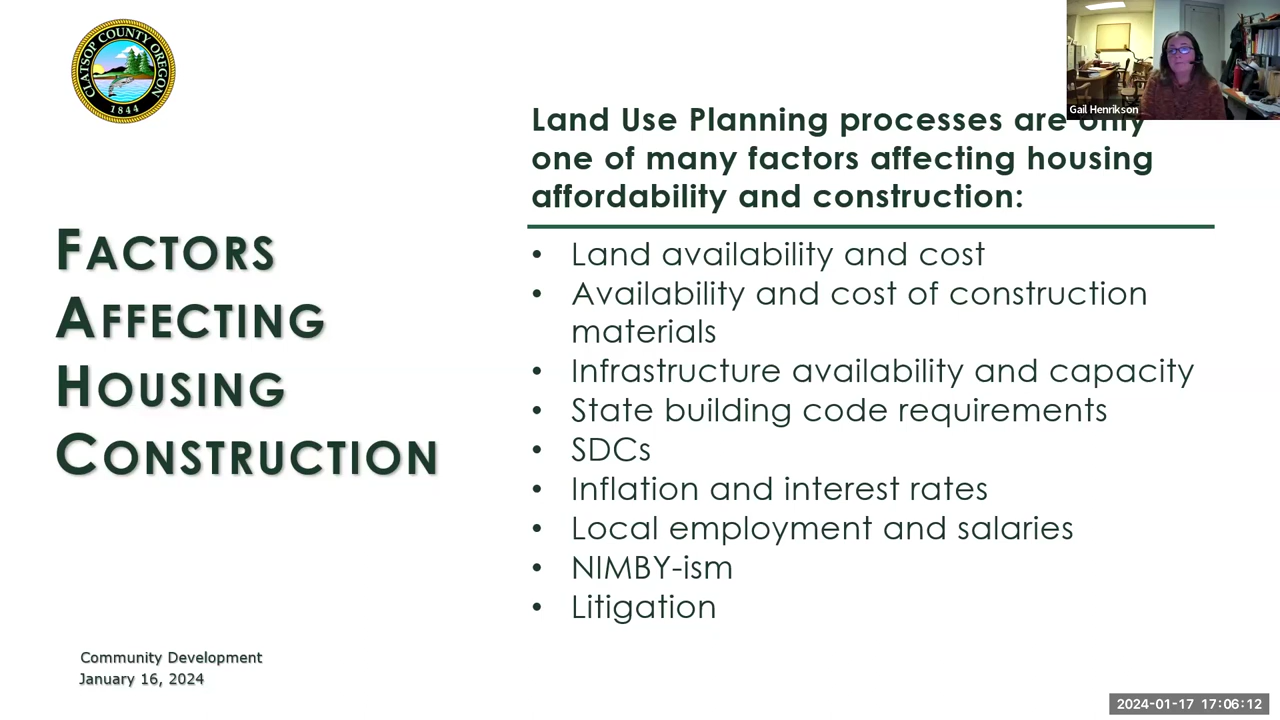 CLATSOP COUNTY OREGON
1844
Gail Henrikson
Land Use Planning processes are only
one of many factors affecting housing
affordability and construction:
FACTORS
AFFECTING
HOUSING
CONSTRUCTION
• Land availability and cost
• Availability and cost of construction
materials
• Infrastructure availability and capacity
• State building code requirements
• SDCs
• Inflation and interest rates
• Local employment and salaries
• NIMBY-ism
• Litigation
Community Development
January 16, 2024
2024-01-17 17:06:12